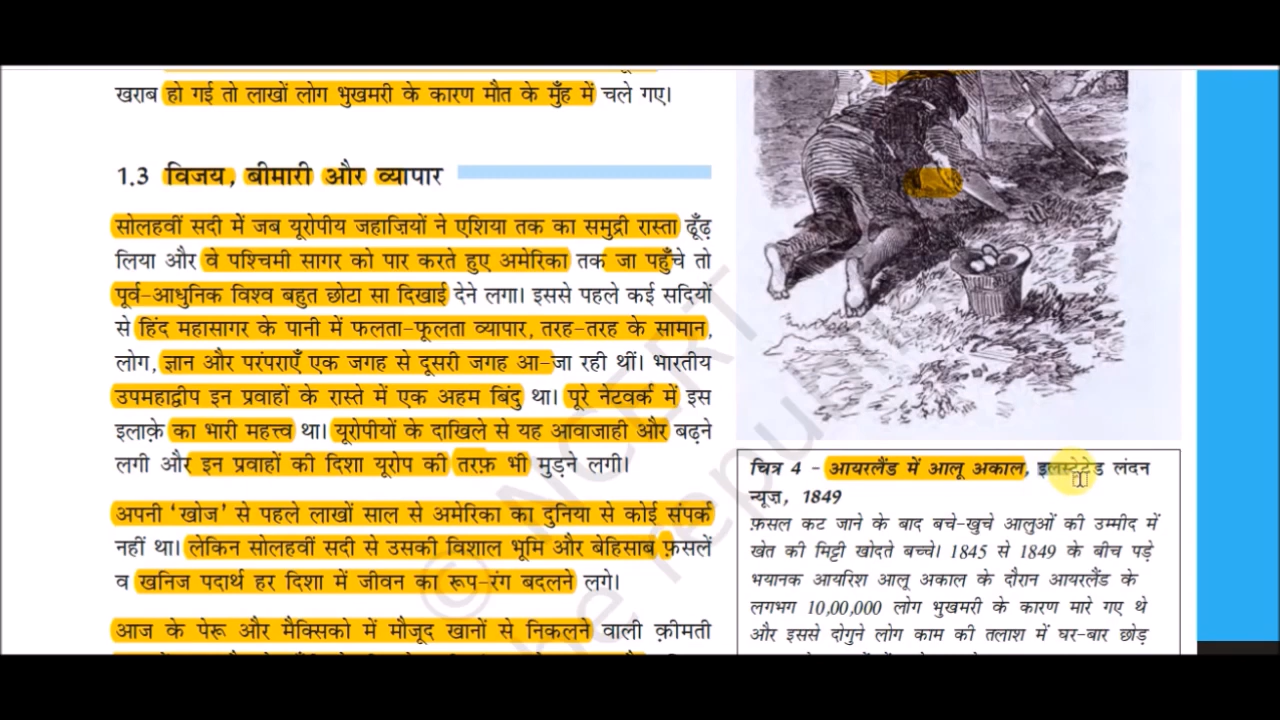 खराब हो गई तो लाखों लोग भुखमरी के कारण मौत के मुँह में चले गए।
1.3 विजय, बीमारी और व्यापार
सोलहवीं सदी में जब यूरोपीय जहाज़ियों ने एशिया तक का समुद्री रास्ता ढूँढ़
लिया और वे पश्चिमी सागर को पार करते हुए अमेरिका तक जा पहुँचे तो
पूर्व-आधुनिक विश्व बहुत छोटा सा दिखाई देने लगा। इससे पहले कई सदियों
से हिंद महासागर के पानी में फलता-फूलता व्यापार, तरह-तरह के सामान,
लोग, ज्ञान और परंपराएँ एक जगह से दूसरी जगह आ-जा रही थीं। भारतीय
उपमहाद्वीप इन प्रवाहों के रास्ते में एक अहम बिंदु था। पूरे नेटवर्क में इस
इलाक़े का भारी महत्त्व था। यूरोपीयों के दाखिले से यह आवाजाही और बढ़ने
लगी और इन प्रवाहों की दिशा यूरोप की तरफ़ भी मुड़ने लगी।
अपनी ‘खोज’ से पहले लाखों साल से अमेरिका का दुनिया से कोई संपर्क
नहीं था। लेकिन सोलहवीं सदी से उसकी विशाल भूमि और बेहिसाब फ़सलें
व खनिज पदार्थ हर दिशा में जीवन का रूप-रंग बदलने लगे।
आज के पेरू और मैक्सिको में मौजूद खानों से निकलने वाली क़ीमती
चित्र 4 - आयरलैंड में आलू अकाल, इलस्ट्रेटेड लंदन
न्यूज़, 1849
फ़सल कट जाने के बाद बचे-खुचे आलुओं की उम्मीद में
खेत की मिट्टी खोदते बच्चे। 1845 से 1849 के बीच पड़े
भयानक आयरिश आलू अकाल के दौरान आयरलैंड के
लगभग 10,00,000 लोग भुखमरी के कारण मारे गए थे
और इससे दोगुने लोग काम की तलाश में घर-बार छोड़
© NCERT
republ